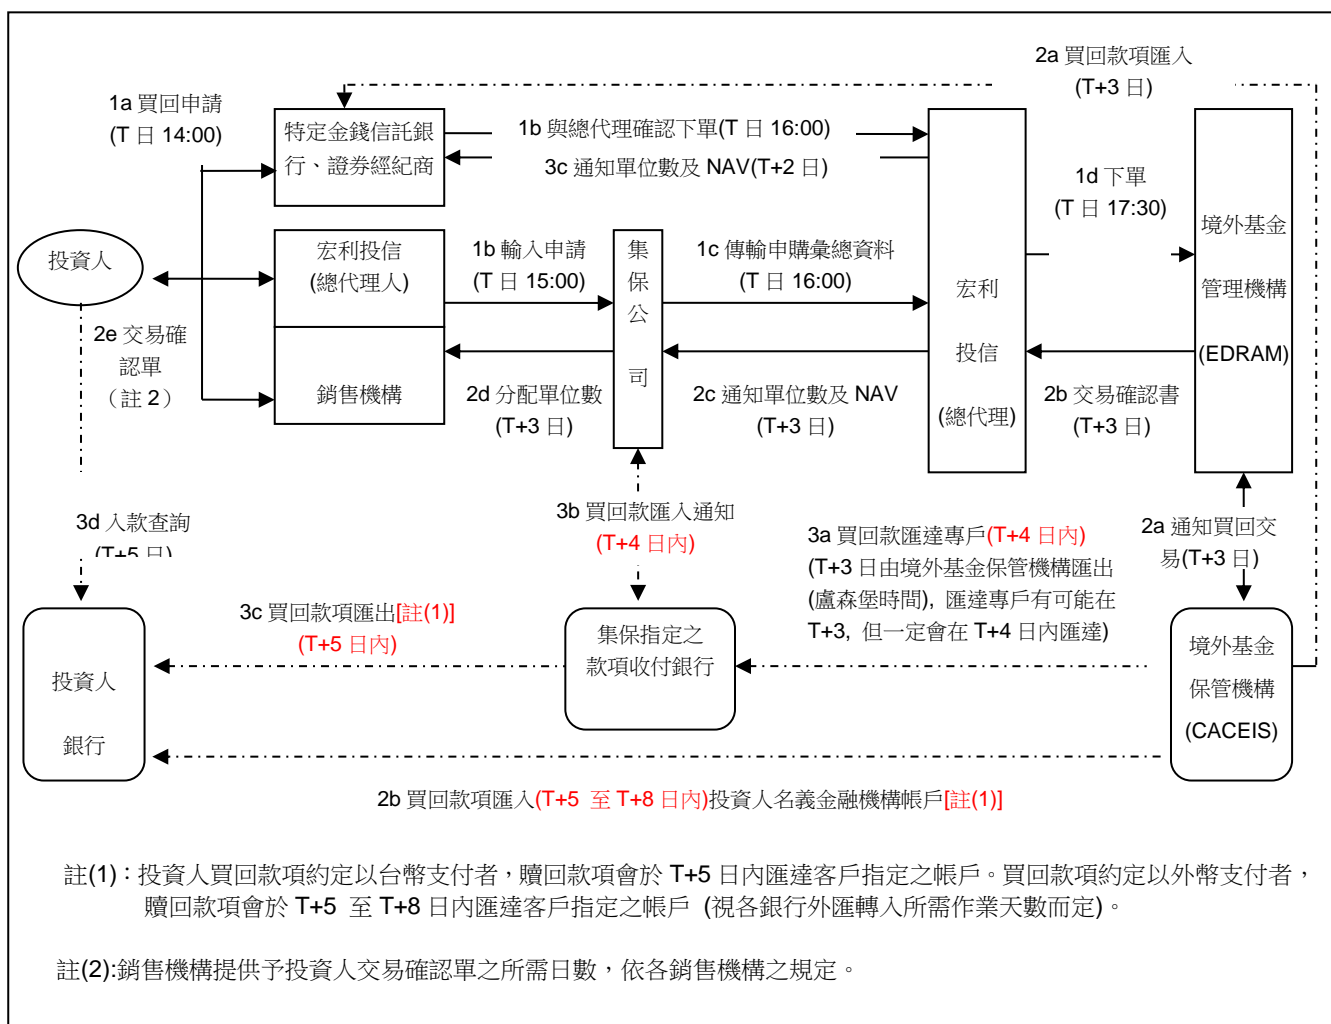 2a 買回款項匯入
(T+3 日)
1a 買回申請
(T 日 14:00)
特定金錢信託銀
行、證券經紀商
1b 與總代理確認下單(T 日 16:00)
3c 通知單位數及 NAV(T+2 日)
1d 下單
(T 日 17:30)
投資人
宏利投信
(總代理人)
銷售機構
1b 輸入申請
(T 日 15:00)
集
保
公
司
1c 傳輸申購彙總資料
(T 日 16:00)
宏利
投信
(總代理)
境外基金
管理機構
(EDRAM)
2e 交易確
認單
（註 2）
2d 分配單位數
(T+3 日)
2c 通知單位數及 NAV
(T+3 日)
2b 交易確認書
(T+3 日)
3d 入款查詢
(T+5 日)
3b 買回款匯入通知
(T+4 日內)
3a 買回款匯達專戶(T+4 日內)
(T+3 日由境外基金保管機構匯出
(盧森堡時間), 匯達專戶有可能在
T+3, 但一定會在 T+4 日內匯達)
2a 通知買回交
易(T+3 日)
3c 買回款項匯出[註(1)]
(T+5 日內)
投資人
銀行
集保指定之
款項收付銀行
境外基金
保管機構
(CACEIS)
2b 買回款項匯入(T+5 至 T+8 日內)投資人名義金融機構帳戶[註(1)]
註(1)：投資人買回款項約定以台幣支付者，贖回款項會於 T+5 日內匯達客戶指定之帳戶。買回款項約定以外幣支付者，
贖回款項會於 T+5 至 T+8 日內匯達客戶指定之帳戶 (視各銀行外匯轉入所需作業天數而定)。
註(2):銷售機構提供予投資人交易確認單之所需日數，依各銷售機構之規定。